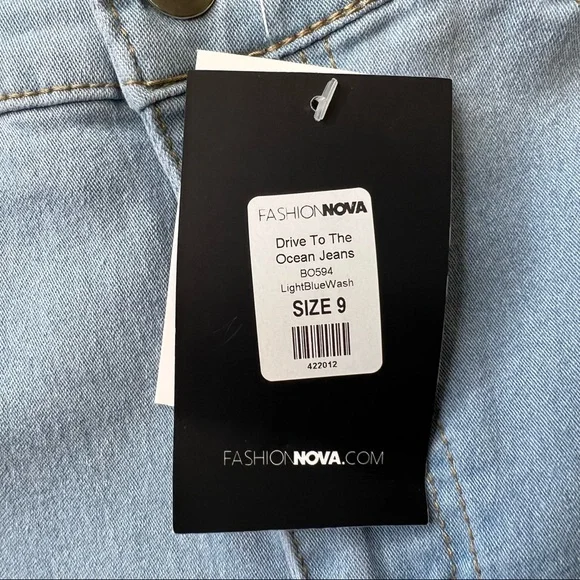 FASHIONNOVA
Drive To The
Ocean Jeans
BO594
LightBlueWash
SIZE 9
422012
FASHIONNOVA.COM